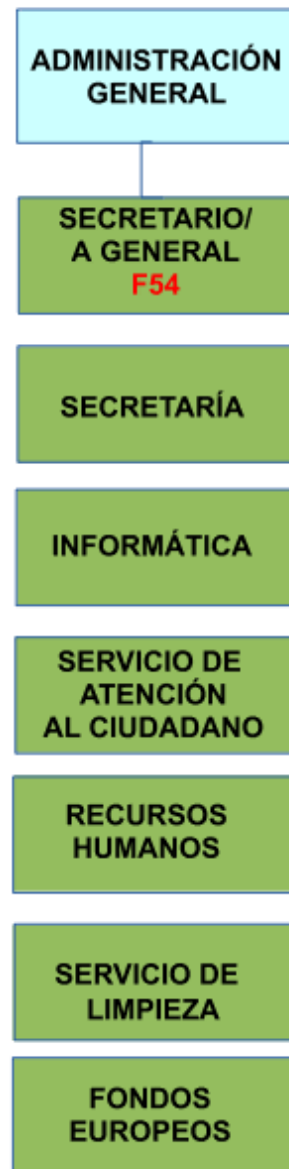 ADMINISTRACIÓN
GENERAL
SECRETARIO/
A GENERAL
F54
SECRETARÍA
INFORMÁTICA
SERVICIO DE
ATENCIÓN
AL CIUDADANO
RECURSOS
HUMANOS
SERVICIO DE
LIMPIEZA
FONDOS
EUROPEOS